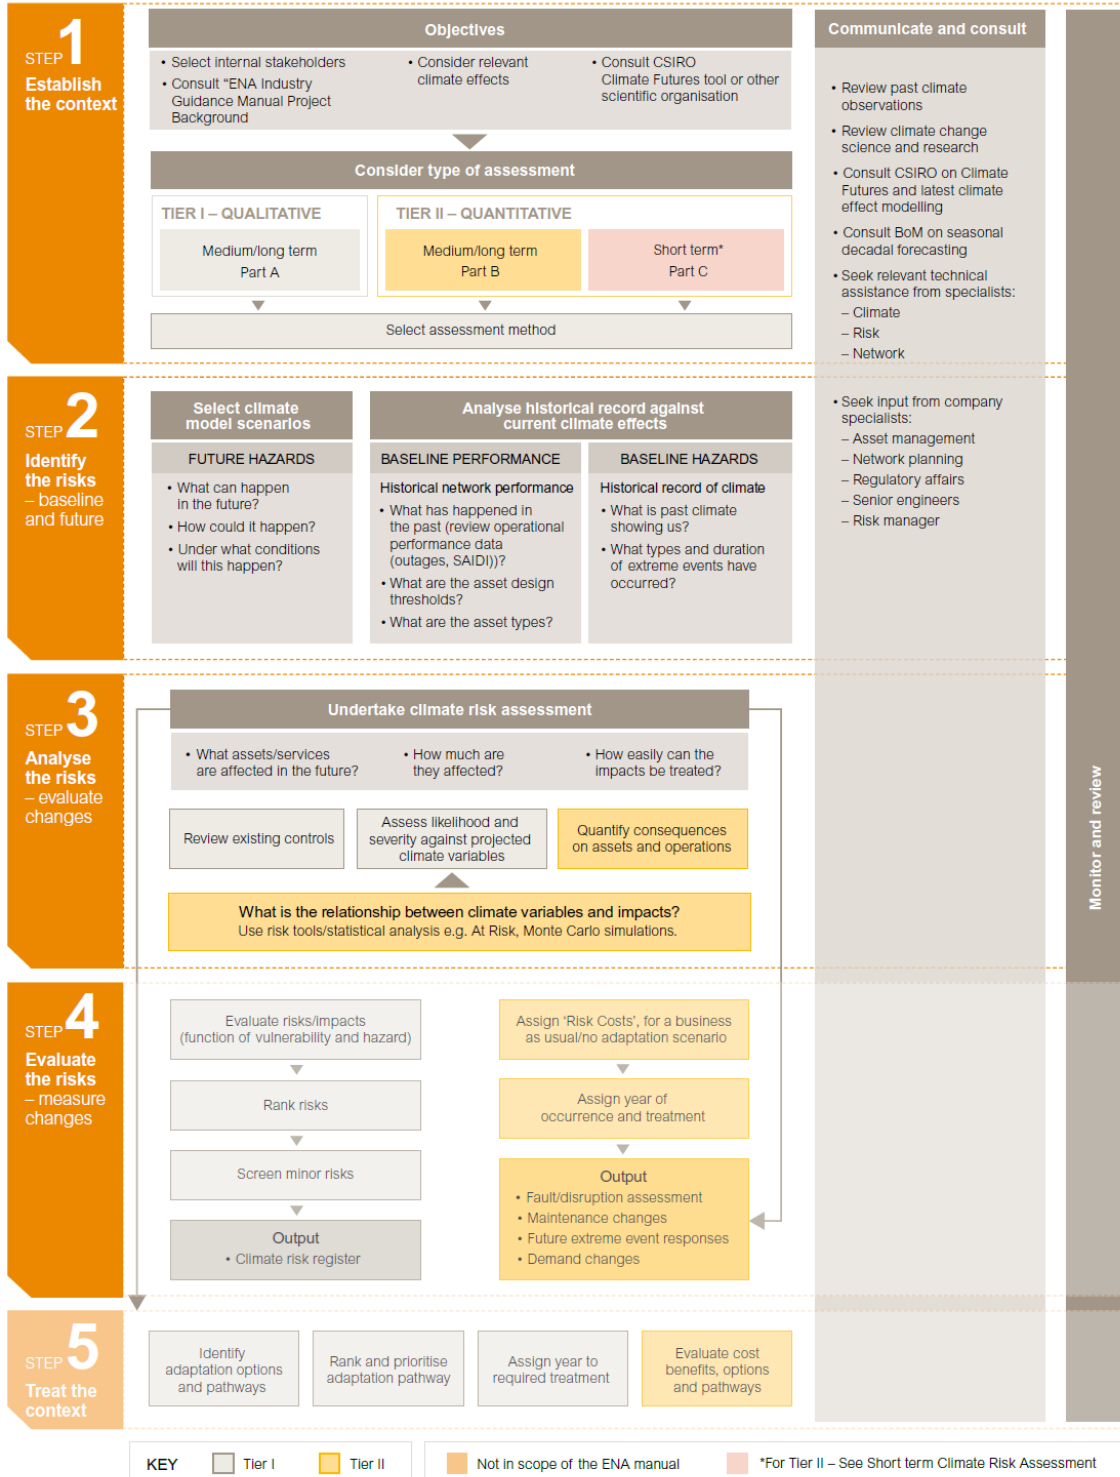 STEP 1
Establish
the context
Objectives
• Select internal stakeholders
• Consult “ENA Industry
Guidance Manual Project
Background
• Consider relevant
climate effects
• Consult CSIRO
Climate Futures tool or other
scientific organisation
Consider type of assessment
TIER I – QUALITATIVE
Medium/long term
Part A
TIER II – QUANTITATIVE
Medium/long term
Part B
Short term*
Part C
Select assessment method
Communicate and consult
• Review past climate
observations
• Review climate change
science and research
• Consult CSIRO on Climate
Futures and latest climate
effect modelling
• Consult BoM on seasonal
decadal forecasting
• Seek relevant technical
assistance from specialists:
– Climate
– Risk
– Network
STEP 2
Identify
the risks
– baseline
and future
Select climate
model scenarios
FUTURE HAZARDS
• What can happen
in the future?
• How could it happen?
• Under what conditions
will this happen?
Analyse historical record against
current climate effects
BASELINE PERFORMANCE
Historical network performance
• What has happened in
the past (review operational
performance data
(outages, SAIDI))?
• What are the asset design
thresholds?
• What are the asset types?
BASELINE HAZARDS
Historical record of climate
• What is past climate
showing us?
• What types and duration
of extreme events have
occurred?
• Seek input from company
specialists:
– Asset management
– Network planning
– Regulatory affairs
– Senior engineers
– Risk manager
STEP 3
Analyse
the risks
– evaluate
changes
Undertake climate risk assessment
• What assets/services
are affected in the future?
• How much are
they affected?
• How easily can the
impacts be treated?
Review existing controls
Assess likelihood and
severity against projected
climate variables
Quantify consequences
on assets and operations
What is the relationship between climate variables and impacts?
Use risk tools/statistical analysis e.g. At Risk, Monte Carlo simulations.
Monitor and review
STEP 4
Evaluate
the risks
– measure
changes
Evaluate risks/impacts
(function of vulnerability and hazard)
Rank risks
Screen minor risks
Output
• Climate risk register
Assign ‘Risk Costs’, for a business
as usual/no adaptation scenario
Assign year of
occurrence and treatment
Output
• Fault/disruption assessment
• Maintenance changes
• Future extreme event responses
• Demand changes
STEP 5
Treat the
context
Identify
adaptation options
and pathways
Rank and prioritise
adaptation pathway
Assign year to
required treatment
Evaluate cost
benefits, options
and pathways
KEY
Tier I
Tier II
Not in scope of the ENA manual
*For Tier II – See Short term Climate Risk Assessment